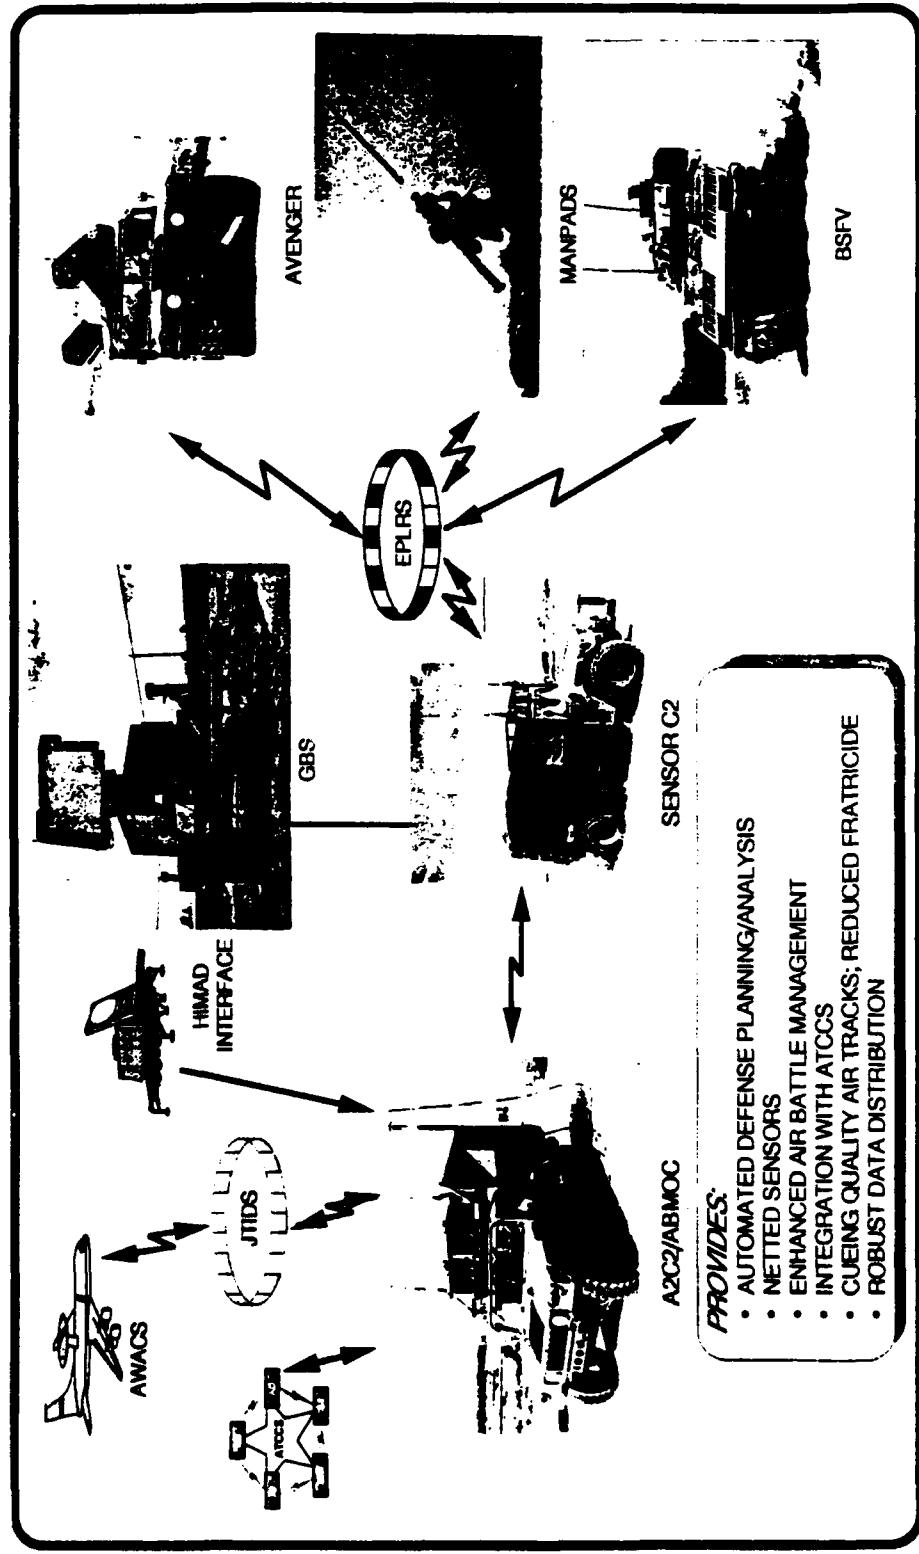 AWACS
JTIDS
ATCCS
HIMAD
INTERFACE
GBS
EPLRS
AVENGER
MANPADS
BSFV
SENSOR C2
A2C2/ABMOC
PROVIDES:
• AUTOMATED DEFENSE PLANNING/ANALYSIS
• NETTED SENSORS
• ENHANCED AIR BATTLE MANAGEMENT
• INTEGRATION WITH ATCCS
• CUEING QUALITY AIR TRACKS; REDUCED FRATRICIDE
• ROBUST DATA DISTRIBUTION